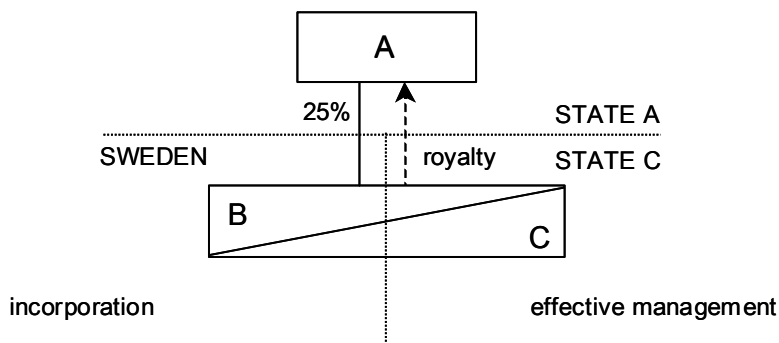 A
25%
STATE A
SWEDEN
royalty
STATE C
B
C
incorporation
effective management